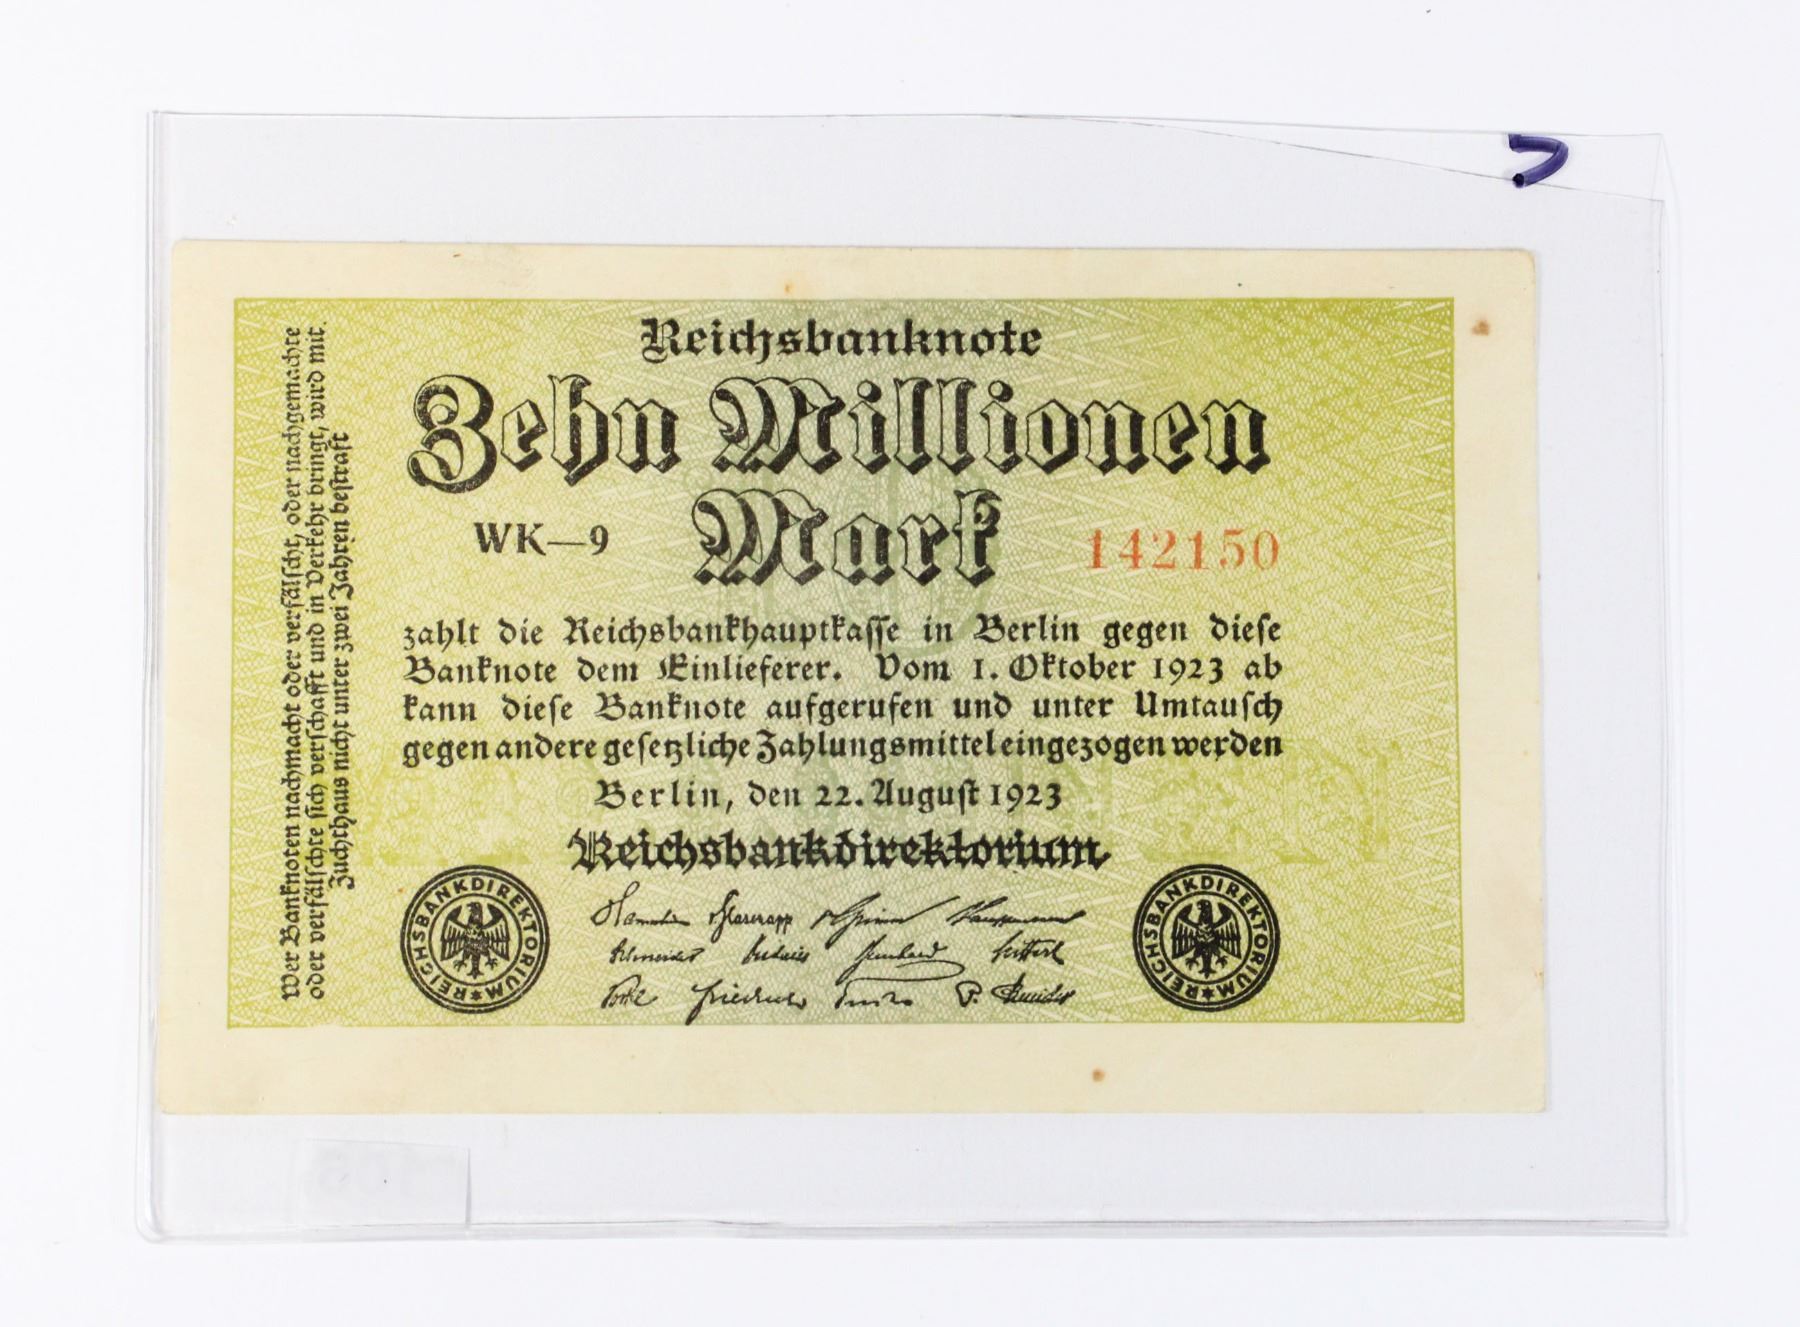 Reichsbanknote
Zehn Millionen
Mark
WK—9
142150
zahlt die Reichsbankhauptkasse in Berlin gegen diese
Banknote dem Einlieferer. Vom 1. Oktober 1923 ab
kann diese Banknote aufgerufen und unter Umtausch
gegen andere gesetzliche Zahlungsmittel eingezogen werden
Berlin, den 22. August 1923
Reichsbankdirektorium
REICHSBANKDIREKTORIUM
REICHSBANKDIREKTORIUM
Wer Banknoten nachmacht oder verfälscht, oder nachgemachte
oder verfälschte sich verschafft und in Verkehr bringt, wird mit
Zuchthaus nicht unter zwei Jahren bestraft